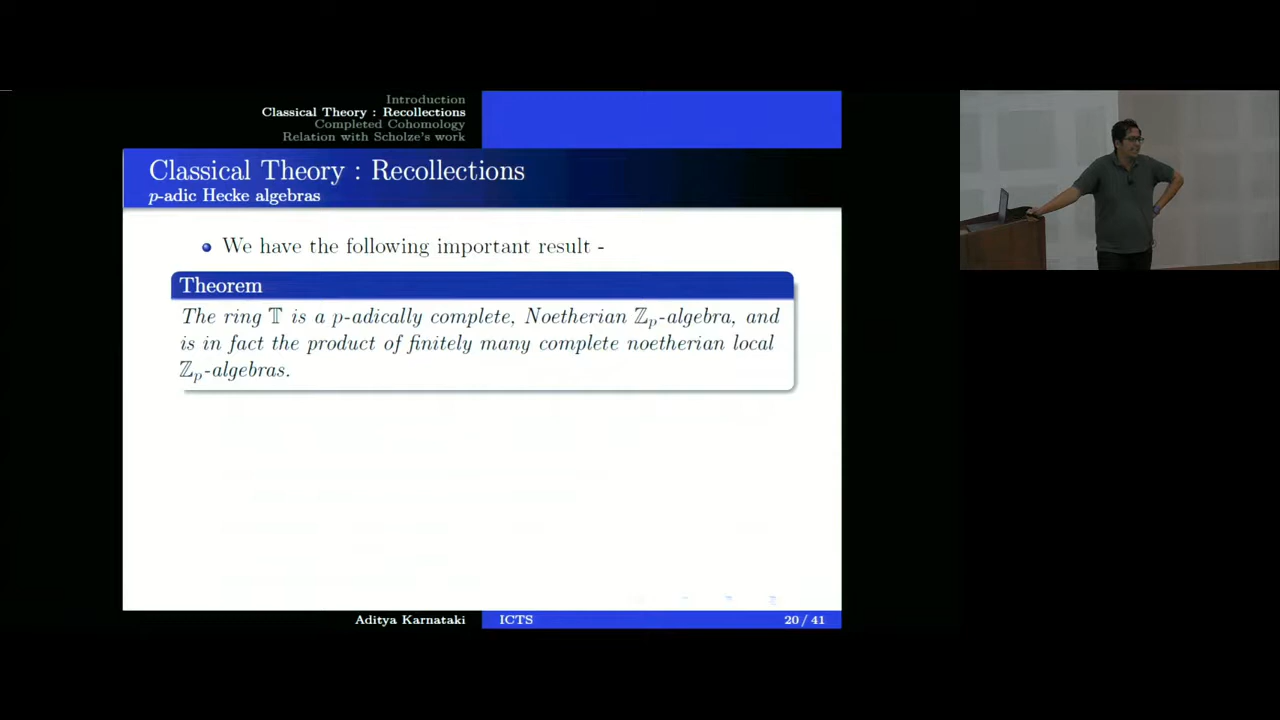 Introduction
Classical Theory : Recollections
Completed Cohomology
Relation with Scholze's work
Classical Theory : Recollections
p-adic Hecke algebras
We have the following important result -
Theorem
The ring 𝕋 is a p-adically complete, Noetherian ℤₚ-algebra, and
is in fact the product of finitely many complete noetherian local
ℤₚ-algebras.
Aditya Karnataki
ICTS
20 / 41